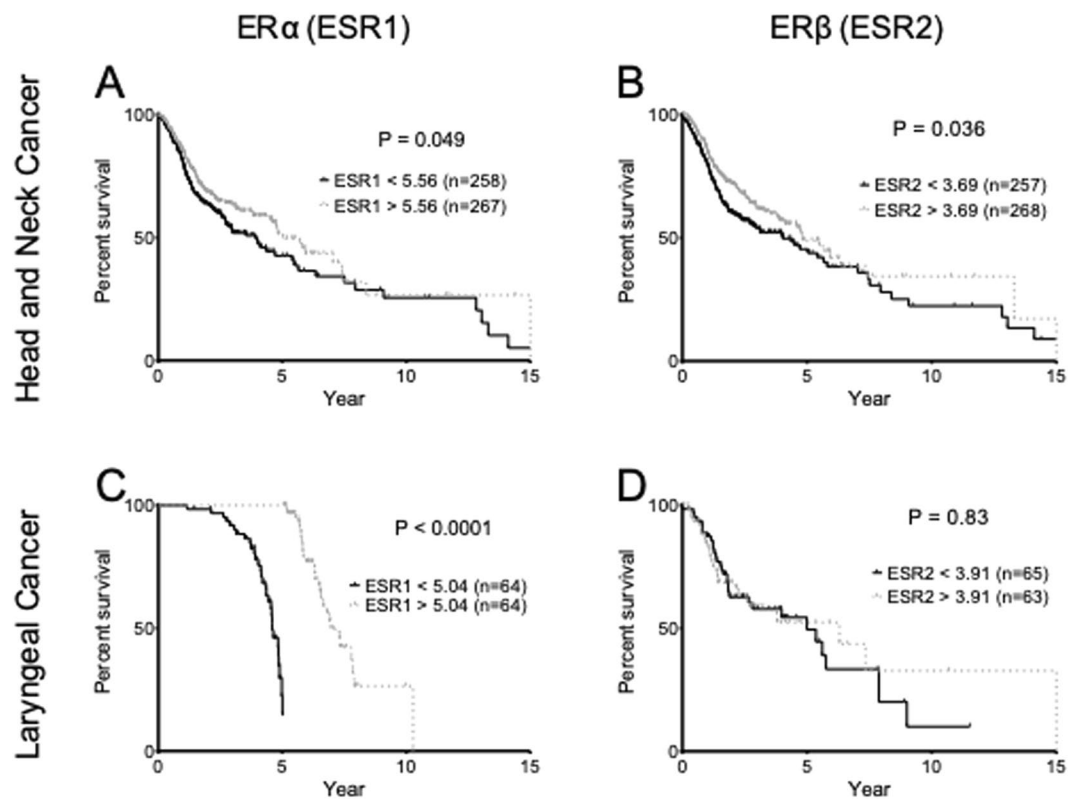 ERα (ESR1)
ERβ (ESR2)
Head and Neck Cancer
A
P = 0.049
ESR1 < 5.56 (n=258)
ESR1 > 5.56 (n=267)
Percent survival
100
50
0
0 5 10 15
Year
B
P = 0.036
ESR2 < 3.69 (n=257)
ESR2 > 3.69 (n=268)
Percent survival
100
50
0
0 5 10 15
Year
Laryngeal Cancer
C
P < 0.0001
ESR1 < 5.04 (n=64)
ESR1 > 5.04 (n=64)
Percent survival
100
50
0
0 5 10 15
Year
D
P = 0.83
ESR2 < 3.91 (n=65)
ESR2 > 3.91 (n=63)
Percent survival
100
50
0
0 5 10 15
Year